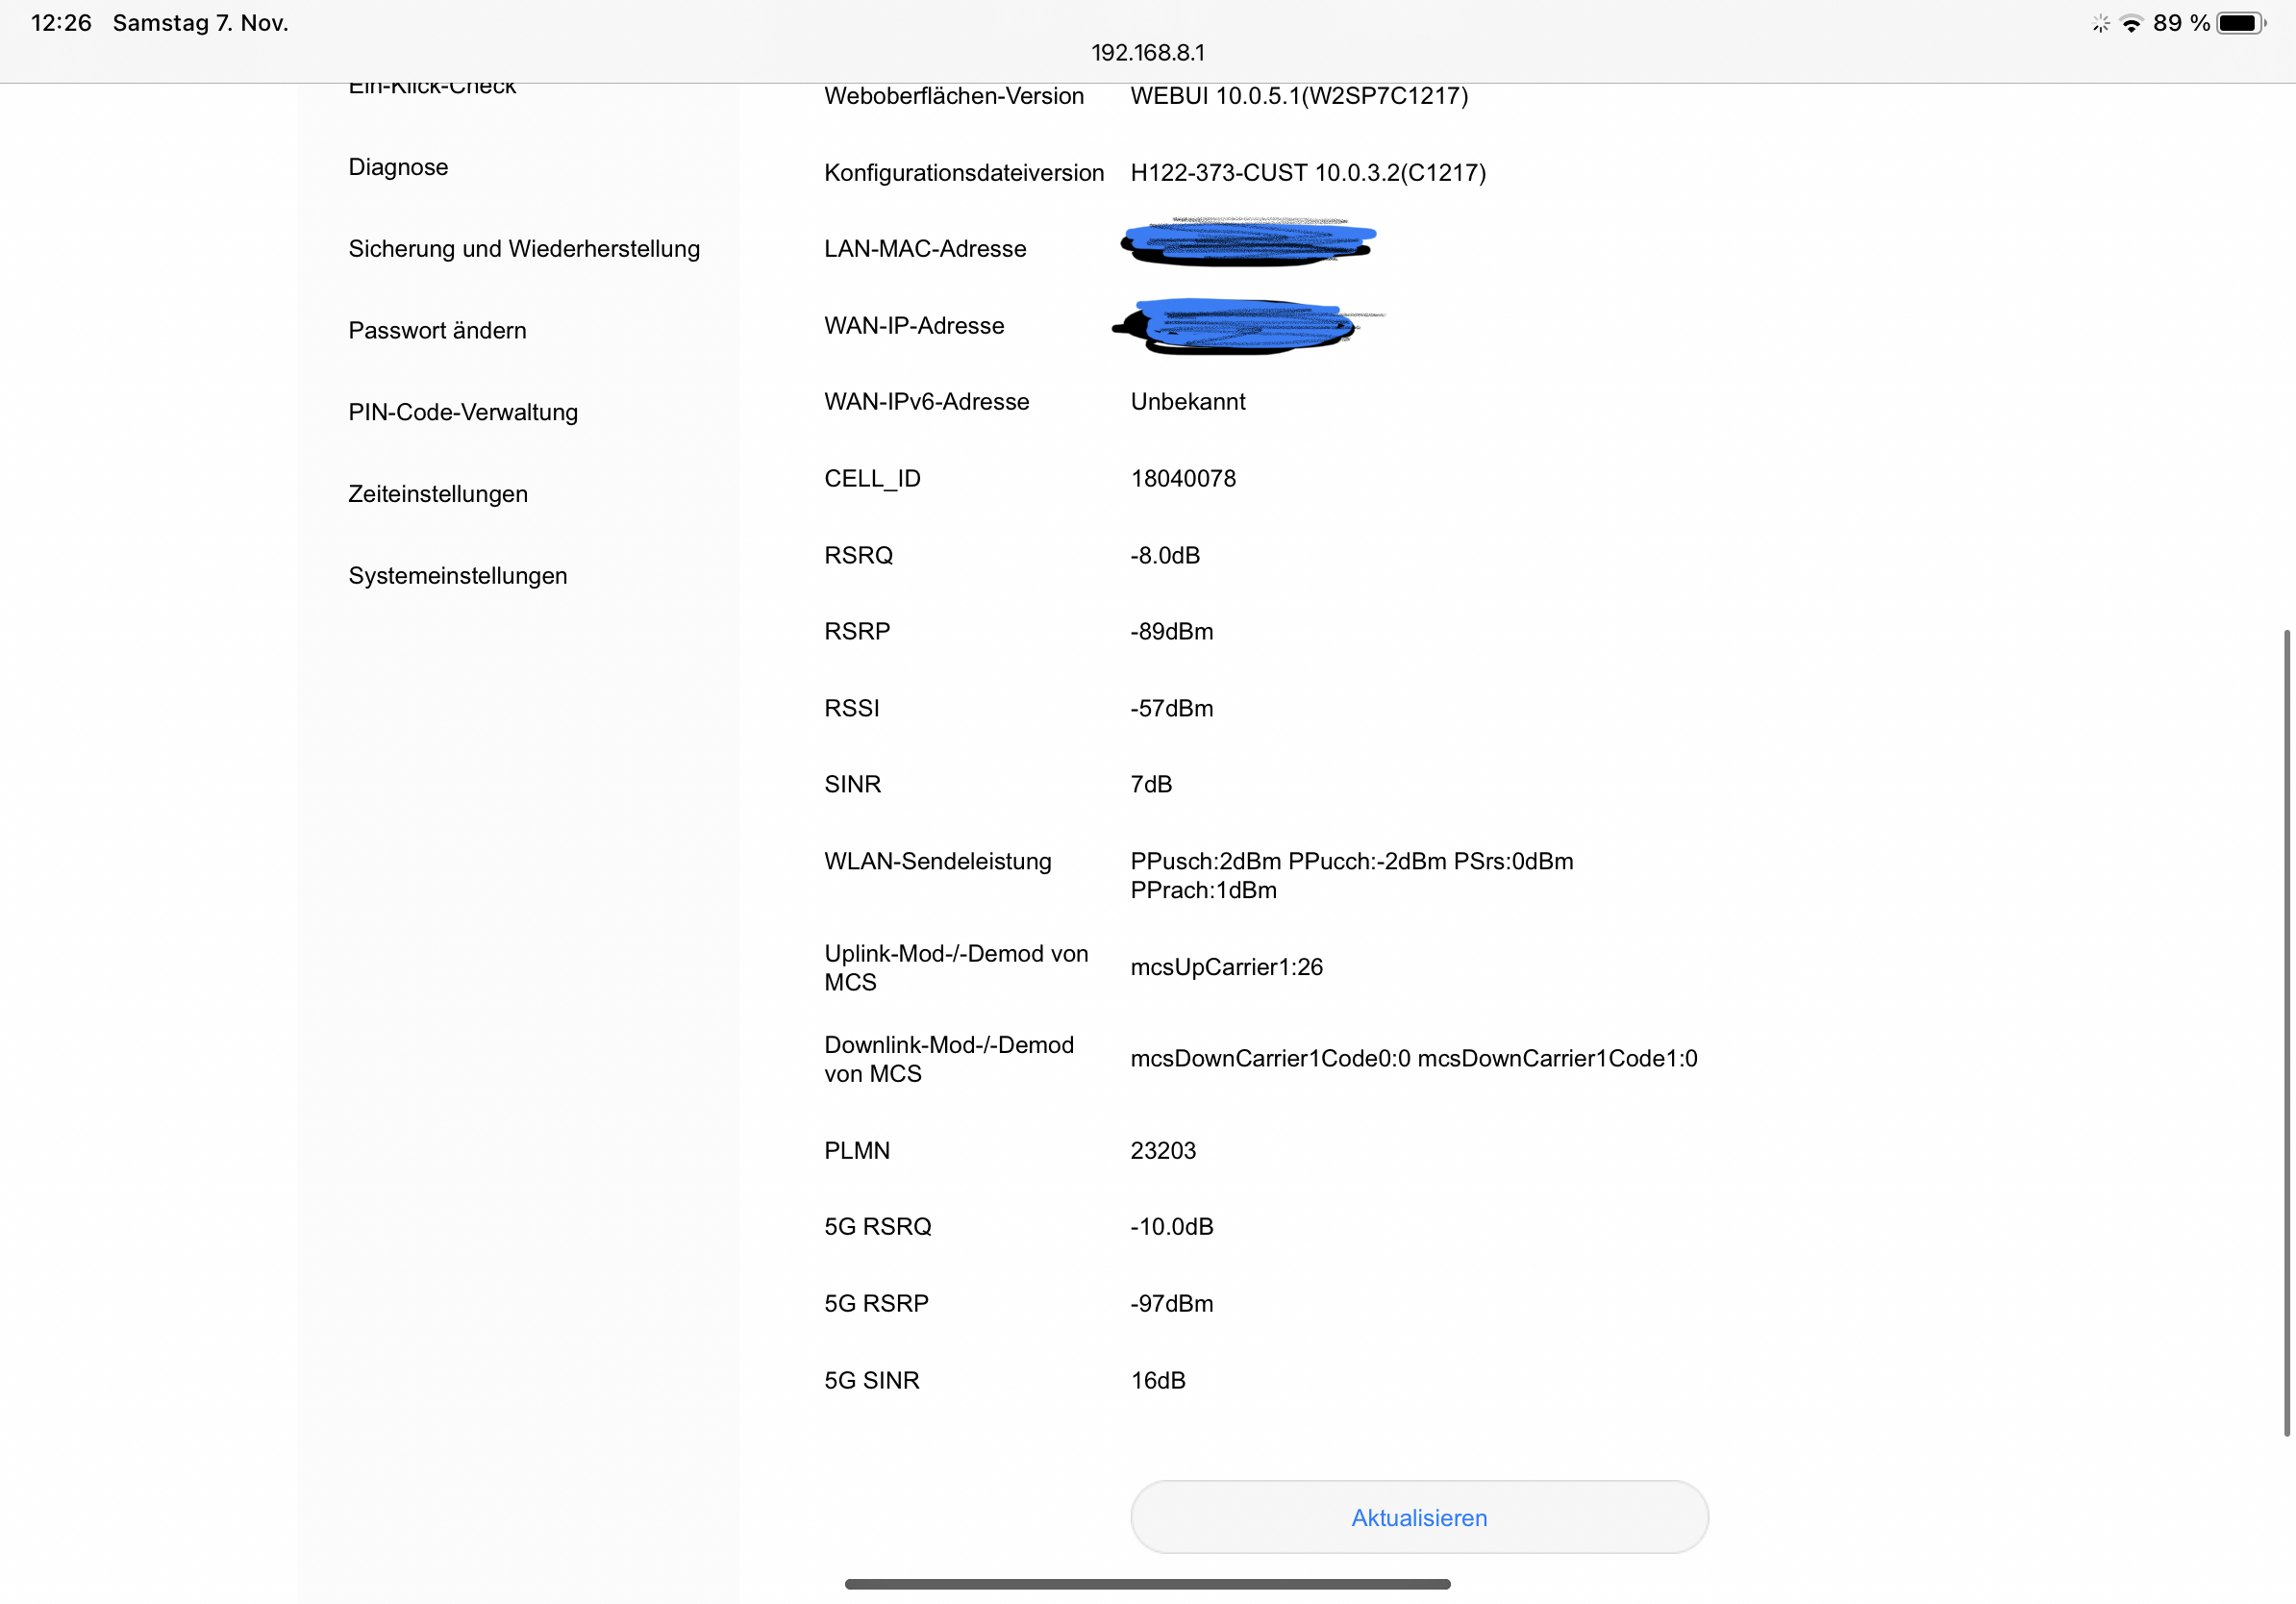 12:26 Samstag 7. Nov.
89 %
192.168.8.1
Ein-Klick-Check
Diagnose
Sicherung und Wiederherstellung
Passwort ändern
PIN-Code-Verwaltung
Zeiteinstellungen
Systemeinstellungen
Weboberflächen-Version WEBUI 10.0.5.1(W2SP7C1217)
Konfigurationsdateiversion H122-373-CUST 10.0.3.2(C1217)
LAN-MAC-Adresse
WAN-IP-Adresse
WAN-IPv6-Adresse Unbekannt
CELL_ID 18040078
RSRQ -8.0dB
RSRP -89dBm
RSSI -57dBm
SINR 7dB
WLAN-Sendeleistung PPusch:2dBm PPucch:-2dBm PSrs:0dBm
PPrach:1dBm
Uplink-Mod-/-Demod von
MCS
mcsUpCarrier1:26
Downlink-Mod-/-Demod
von MCS
mcsDownCarrier1Code0:0 mcsDownCarrier1Code1:0
PLMN 23203
5G RSRQ -10.0dB
5G RSRP -97dBm
5G SINR 16dB
Aktualisieren